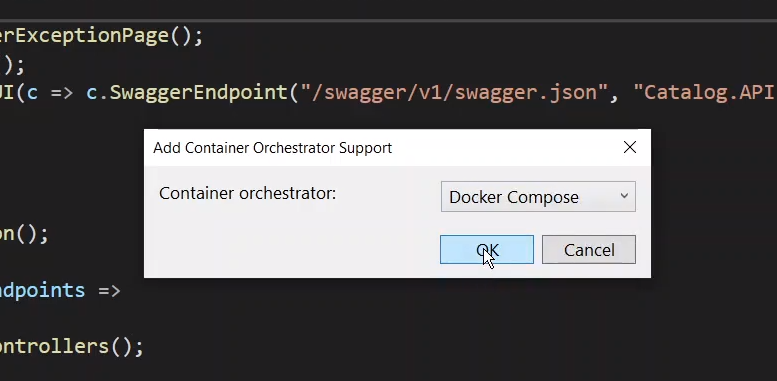 erExceptionPage();
);
UI(c => c.SwaggerEndpoint("/swagger/v1/swagger.json", "Catalog.API
Add Container Orchestrator Support
Container orchestrator:
Docker Compose
on();
OK
Cancel
ndpoints =>
ontrollers();